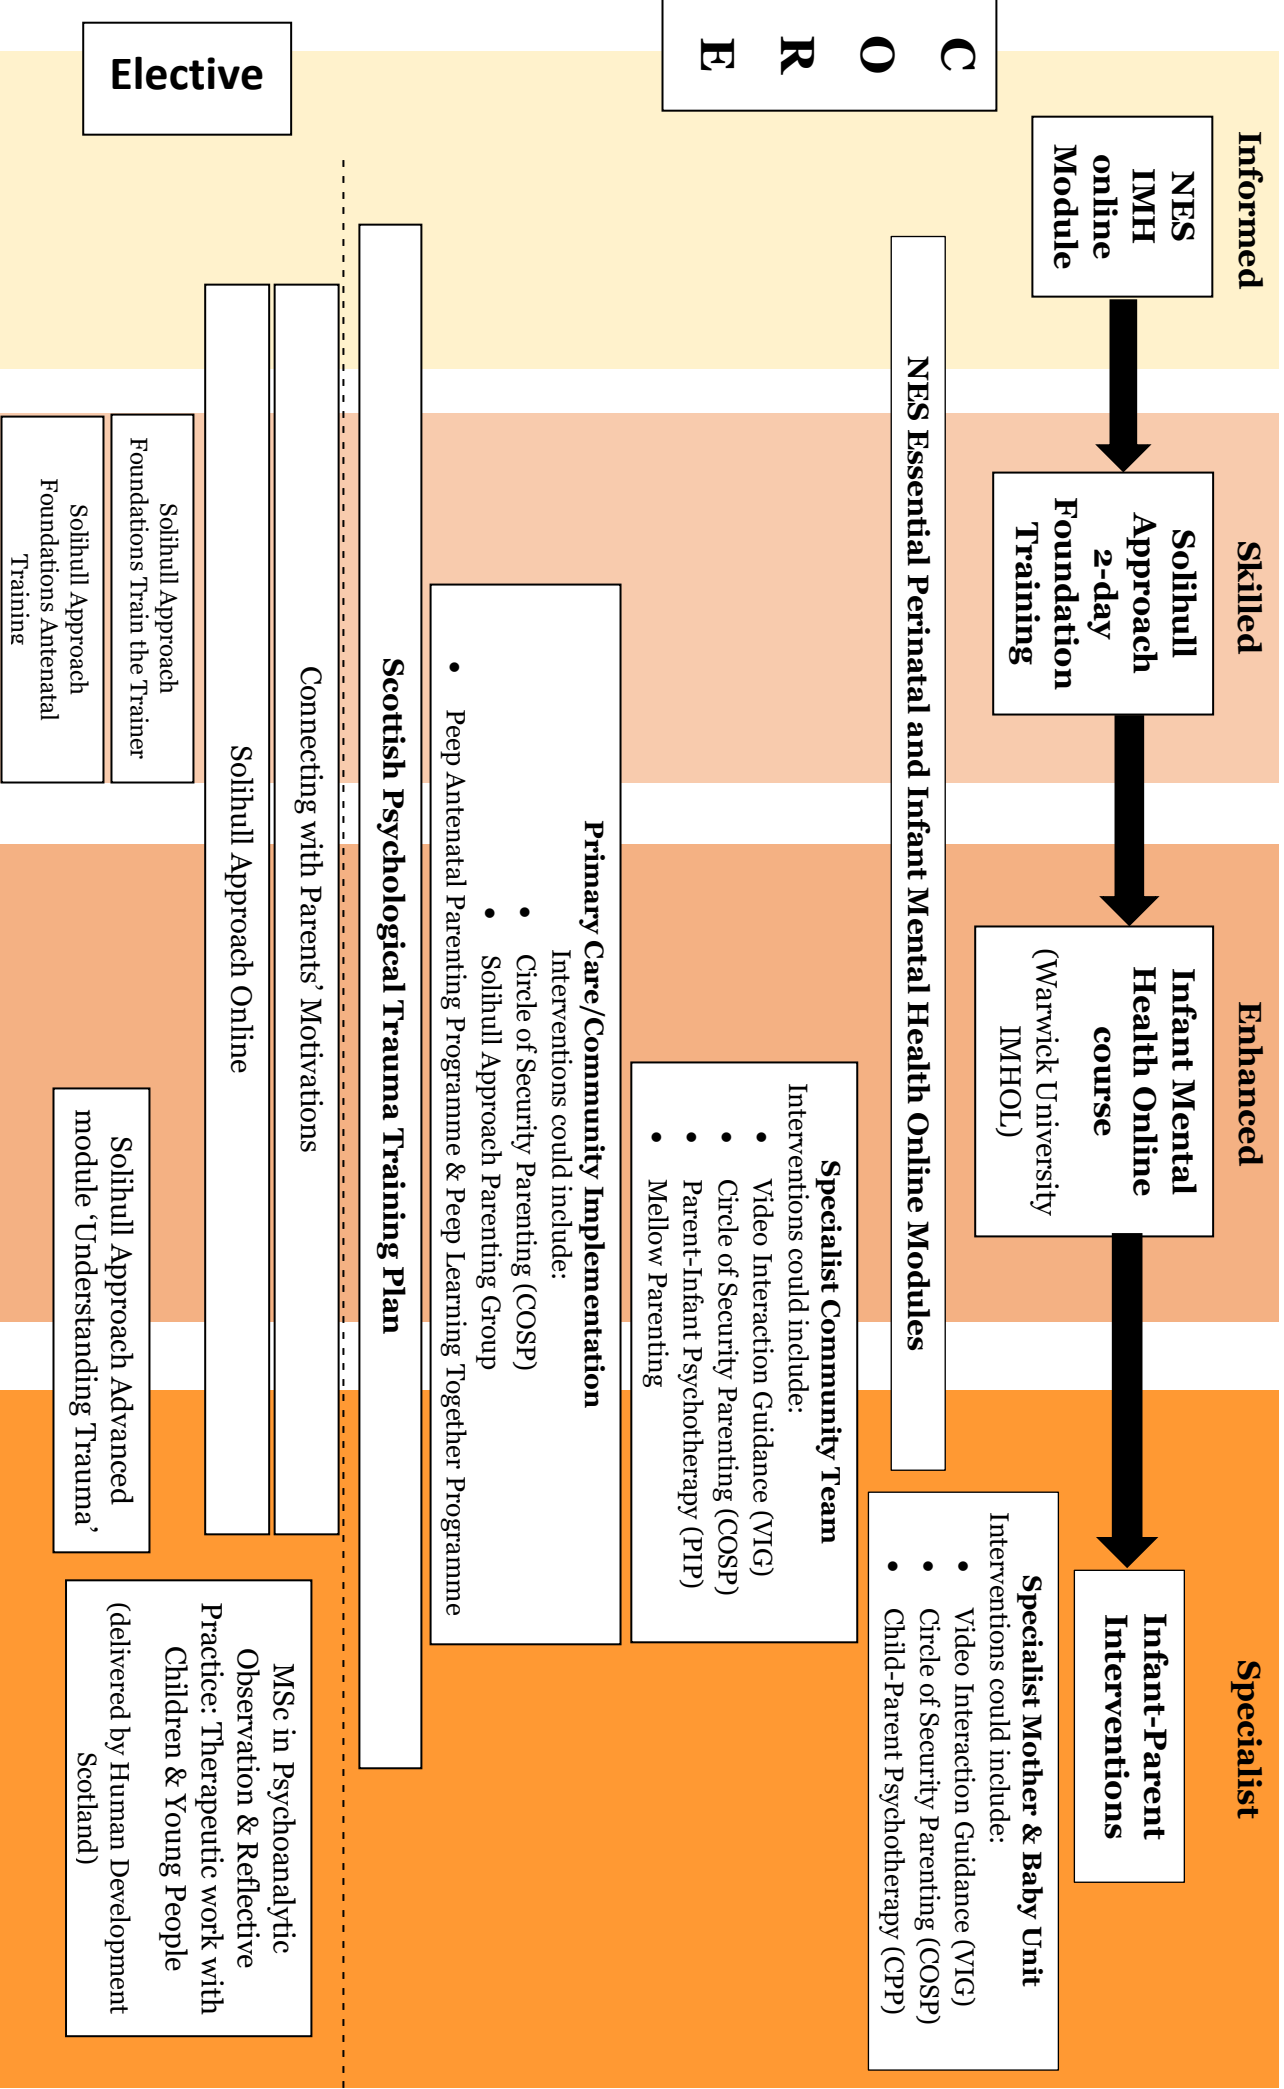 Informed
Skilled
Enhanced
Specialist
C
O
R
E
NES
IMH
online
Module
Solihull
Approach
2-day
Foundation
Training
Infant Mental
Health Online
course
(Warwick University
IMHOL)
Infant-Parent
Interventions
NES Essential Perinatal and Infant Mental Health Online Modules
Specialist Mother & Baby Unit
Interventions could include:
• Video Interaction Guidance (VIG)
• Circle of Security Parenting (COSP)
• Child-Parent Psychotherapy (CPP)
Specialist Community Team
Interventions could include:
• Video Interaction Guidance (VIG)
• Circle of Security Parenting (COSP)
• Parent-Infant Psychotherapy (PIP)
• Mellow Parenting
Primary Care/Community Implementation
Interventions could include:
• Circle of Security Parenting (COSP)
• Solihull Approach Parenting Group
• Peep Antenatal Parenting Programme & Peep Learning Together Programme
Scottish Psychological Trauma Training Plan
Elective
Connecting with Parents’ Motivations
Solihull Approach Online
Solihull Approach
Foundations Train the Trainer
Solihull Approach
Foundations Antenatal
Training
Solihull Approach Advanced
module ‘Understanding Trauma’
MSc in Psychoanalytic
Observation & Reflective
Practice: Therapeutic work with
Children & Young People
(delivered by Human Development
Scotland)